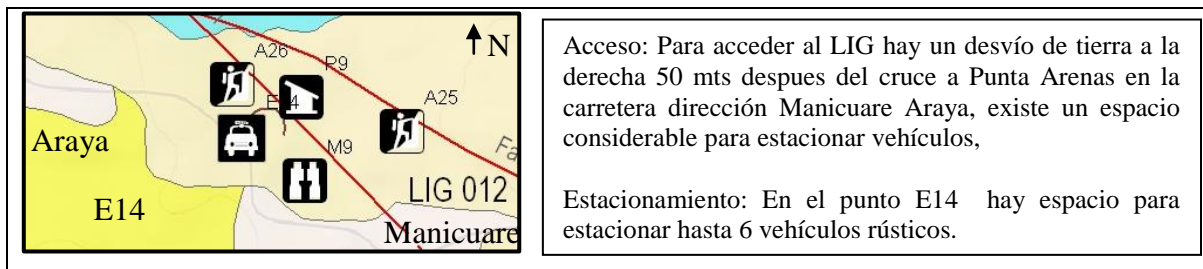 N
A26
P9
E14
A25
Araya
M9
Fa
LIG 012
E14
Manicuare
Acceso: Para acceder al LIG hay un desvío de tierra a la
derecha 50 mts despues del cruce a Punta Arenas en la
carretera dirección Manicuare Araya, existe un espacio
considerable para estacionar vehículos,
Estacionamiento: En el punto E14 hay espacio para
estacionar hasta 6 vehículos rústicos.